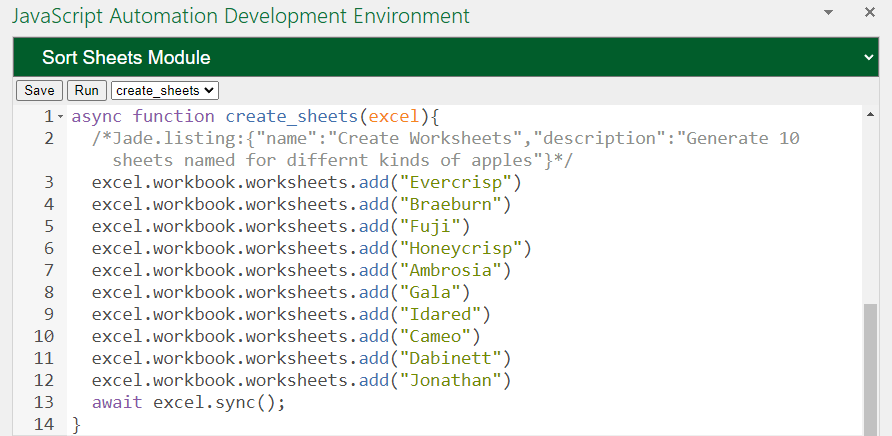 JavaScript Automation Development Environment
Sort Sheets Module
Save Run create_sheets
1 async function create_sheets(excel){
2 /*Jade.listing:{"name":"Create Worksheets","description":"Generate 10
sheets named for differnt kinds of apples"}*/
3 excel.workbook.worksheets.add("Evercrisp")
4 excel.workbook.worksheets.add("Braeburn")
5 excel.workbook.worksheets.add("Fuji")
6 excel.workbook.worksheets.add("Honeycrisp")
7 excel.workbook.worksheets.add("Ambrosia")
8 excel.workbook.worksheets.add("Gala")
9 excel.workbook.worksheets.add("Idared")
10 excel.workbook.worksheets.add("Cameo")
11 excel.workbook.worksheets.add("Dabinett")
12 excel.workbook.worksheets.add("Jonathan")
13 await excel.sync();
14 }